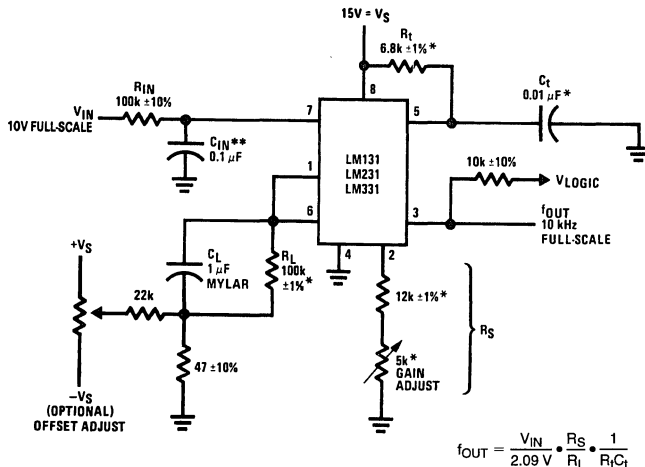 15V = VS
Rt
6.8k ±1%*
8
RIN
100k ±10%
VIN
10V FULL-SCALE
7
5
Ct
0.01 µF*
CIN**
0.1 µF
LM131
LM231
LM331
1
10k ±10%
VLOGIC
6
3
fOUT
10 kHz
FULL-SCALE
4
2
CL
1 µF
MYLAR
RL
100k
±1%*
+VS
22k
12k ±1%*
RS
47 ±10%
5k*
GAIN
ADJUST
–VS
(OPTIONAL)
OFFSET ADJUST
fOUT = VIN/2.09 V • RS/RL • 1/RtCt